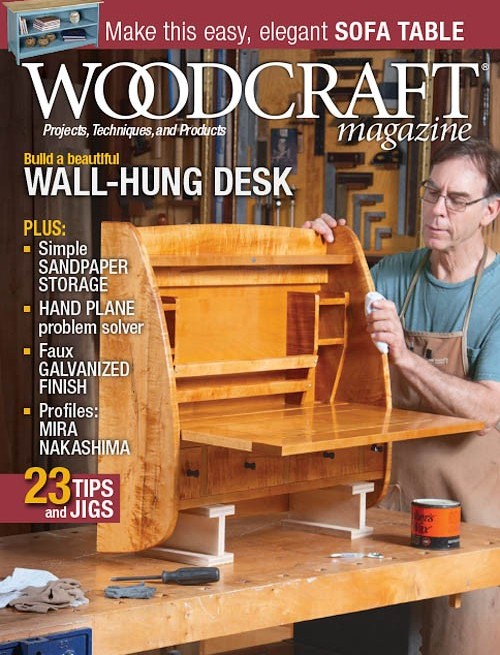 Make this easy, elegant SOFA TABLE
WOODCRAFT®
magazine
Projects, Techniques, and Products
Build a beautiful
WALL-HUNG DESK
PLUS:
Simple
SANDPAPER
STORAGE
HAND PLANE
problem solver
Faux
GALVANIZED
FINISH
Profiles:
MIRA
NAKASHIMA
23 TIPS
and JIGS